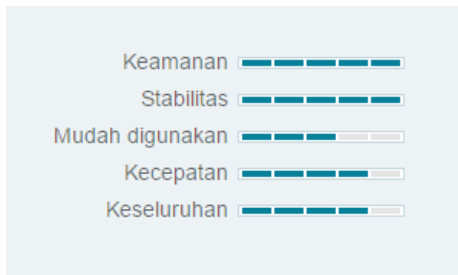 Keamanan
Stabilitas
Mudah digunakan
Kecepatan
Keseluruhan